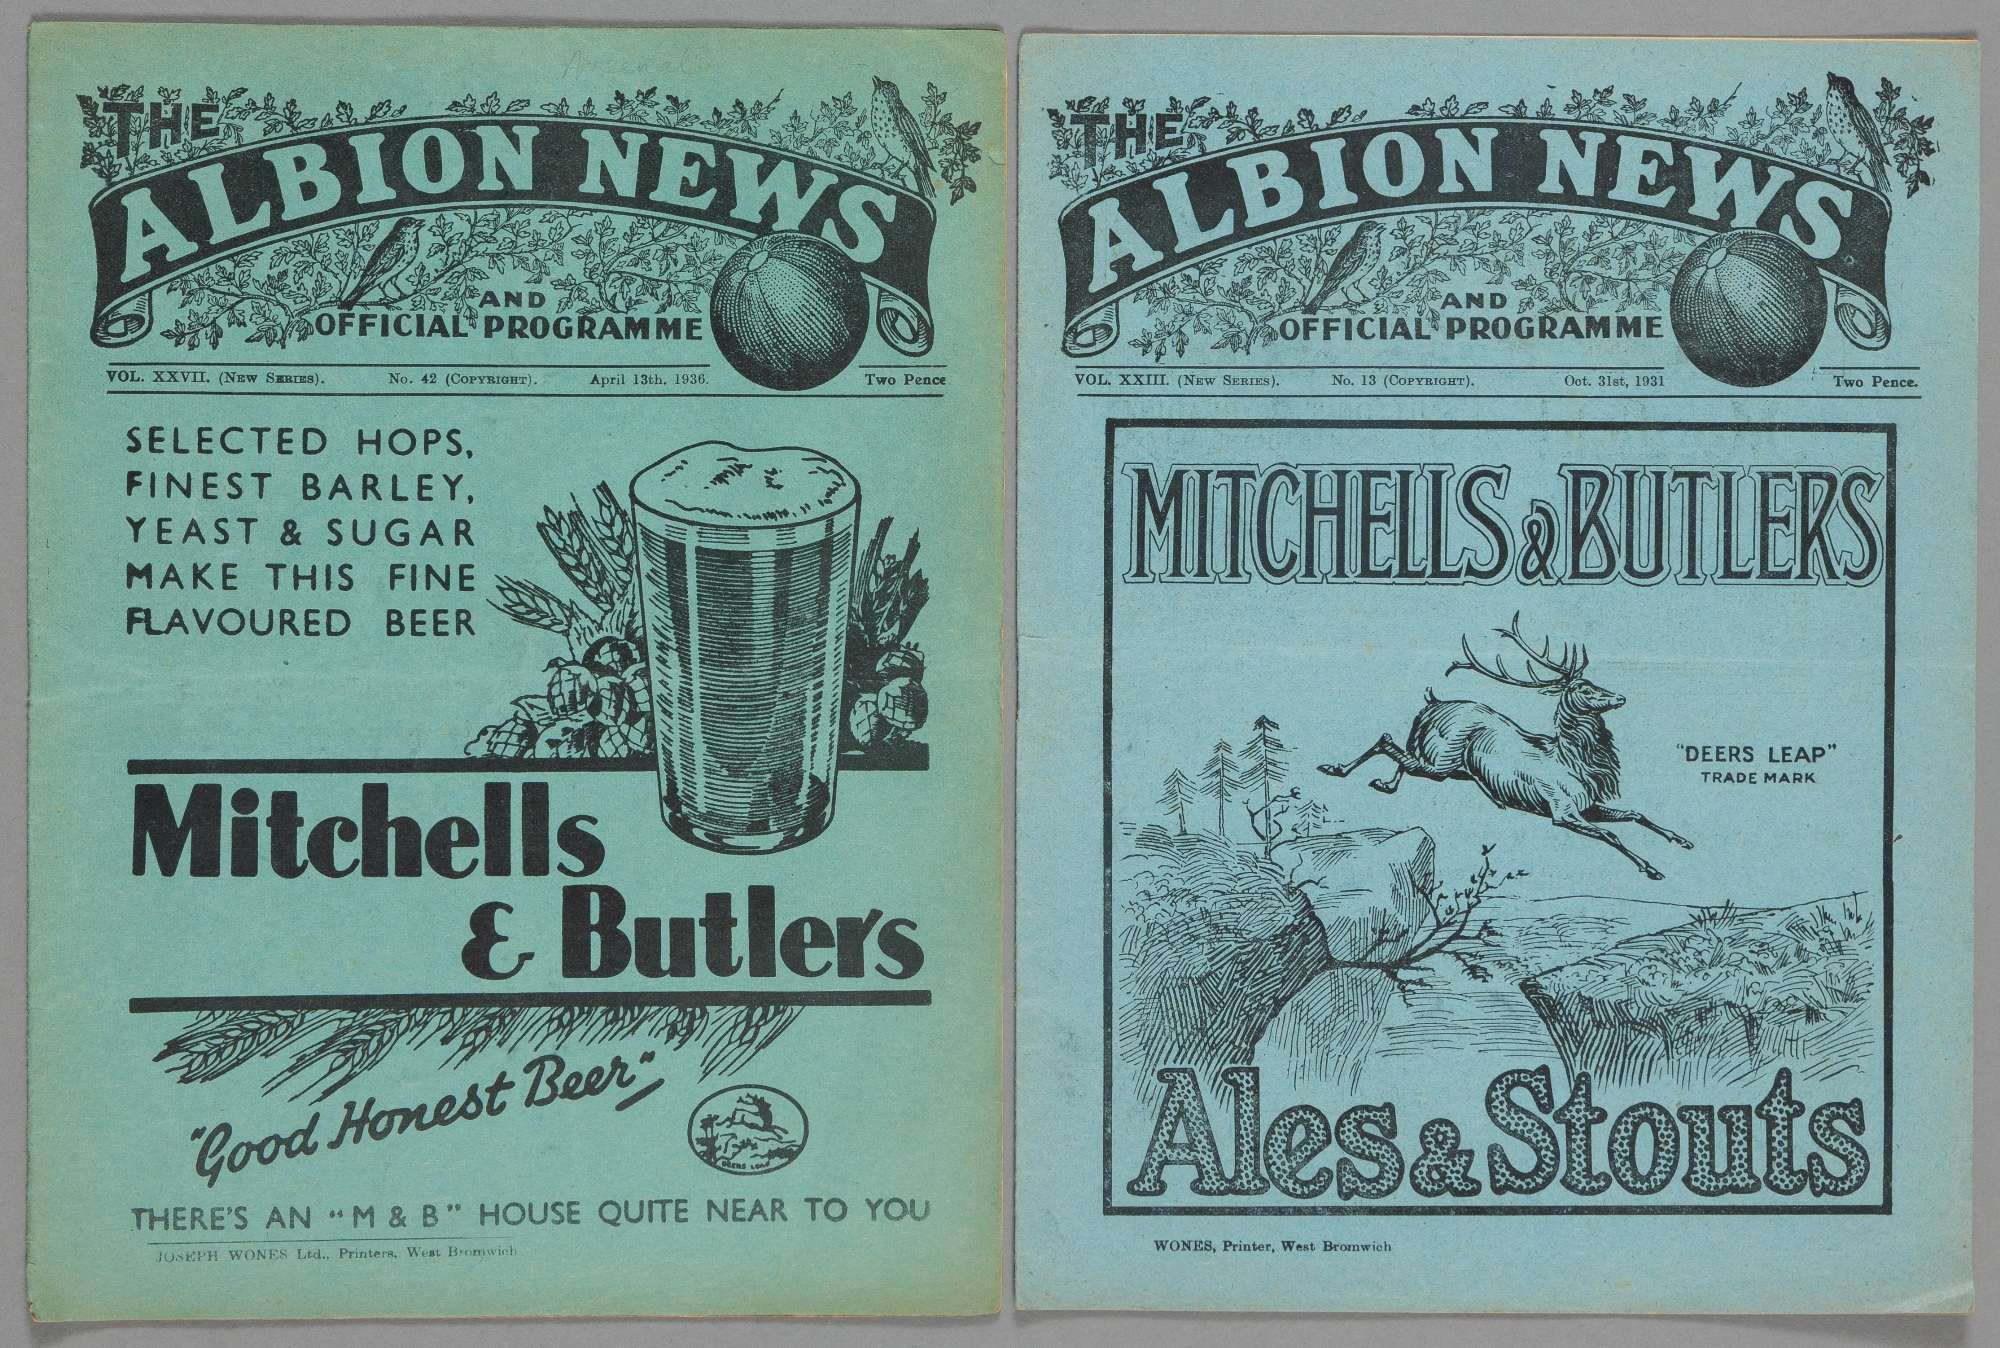 Arsenal
THE
ALBION NEWS
AND
OFFICIAL PROGRAMME
VOL. XXVII. (NEW SERIES). No. 42 (COPYRIGHT). April 13th, 1936. Two Pence
SELECTED HOPS,
FINEST BARLEY,
YEAST & SUGAR
MAKE THIS FINE
FLAVOURED BEER
Mitchells
& Butlers
"Good Honest Beer"
DEERS LEAP
THERE'S AN "M & B" HOUSE QUITE NEAR TO YOU
JOSEPH WONES Ltd., Printers, West Bromwich
THE
ALBION NEWS
AND
OFFICIAL PROGRAMME
VOL. XXIII. (NEW SERIES). No. 13 (COPYRIGHT). Oct. 31st, 1931 Two Pence.
MITCHELLS & BUTLERS
"DEERS LEAP"
TRADE MARK
Ales & Stouts
WONES, Printer, West Bromwich